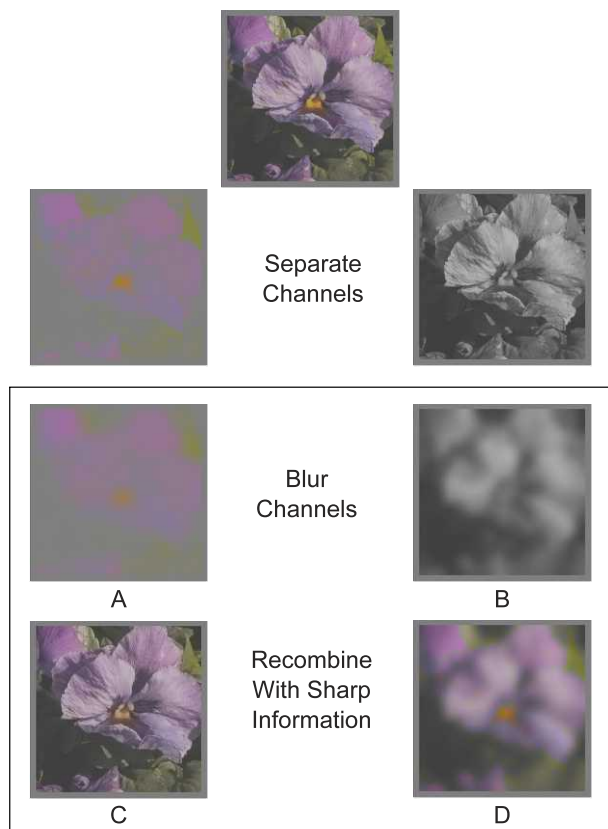 Separate
Channels
Blur
Channels
A
B
Recombine
With Sharp
Information
C
D